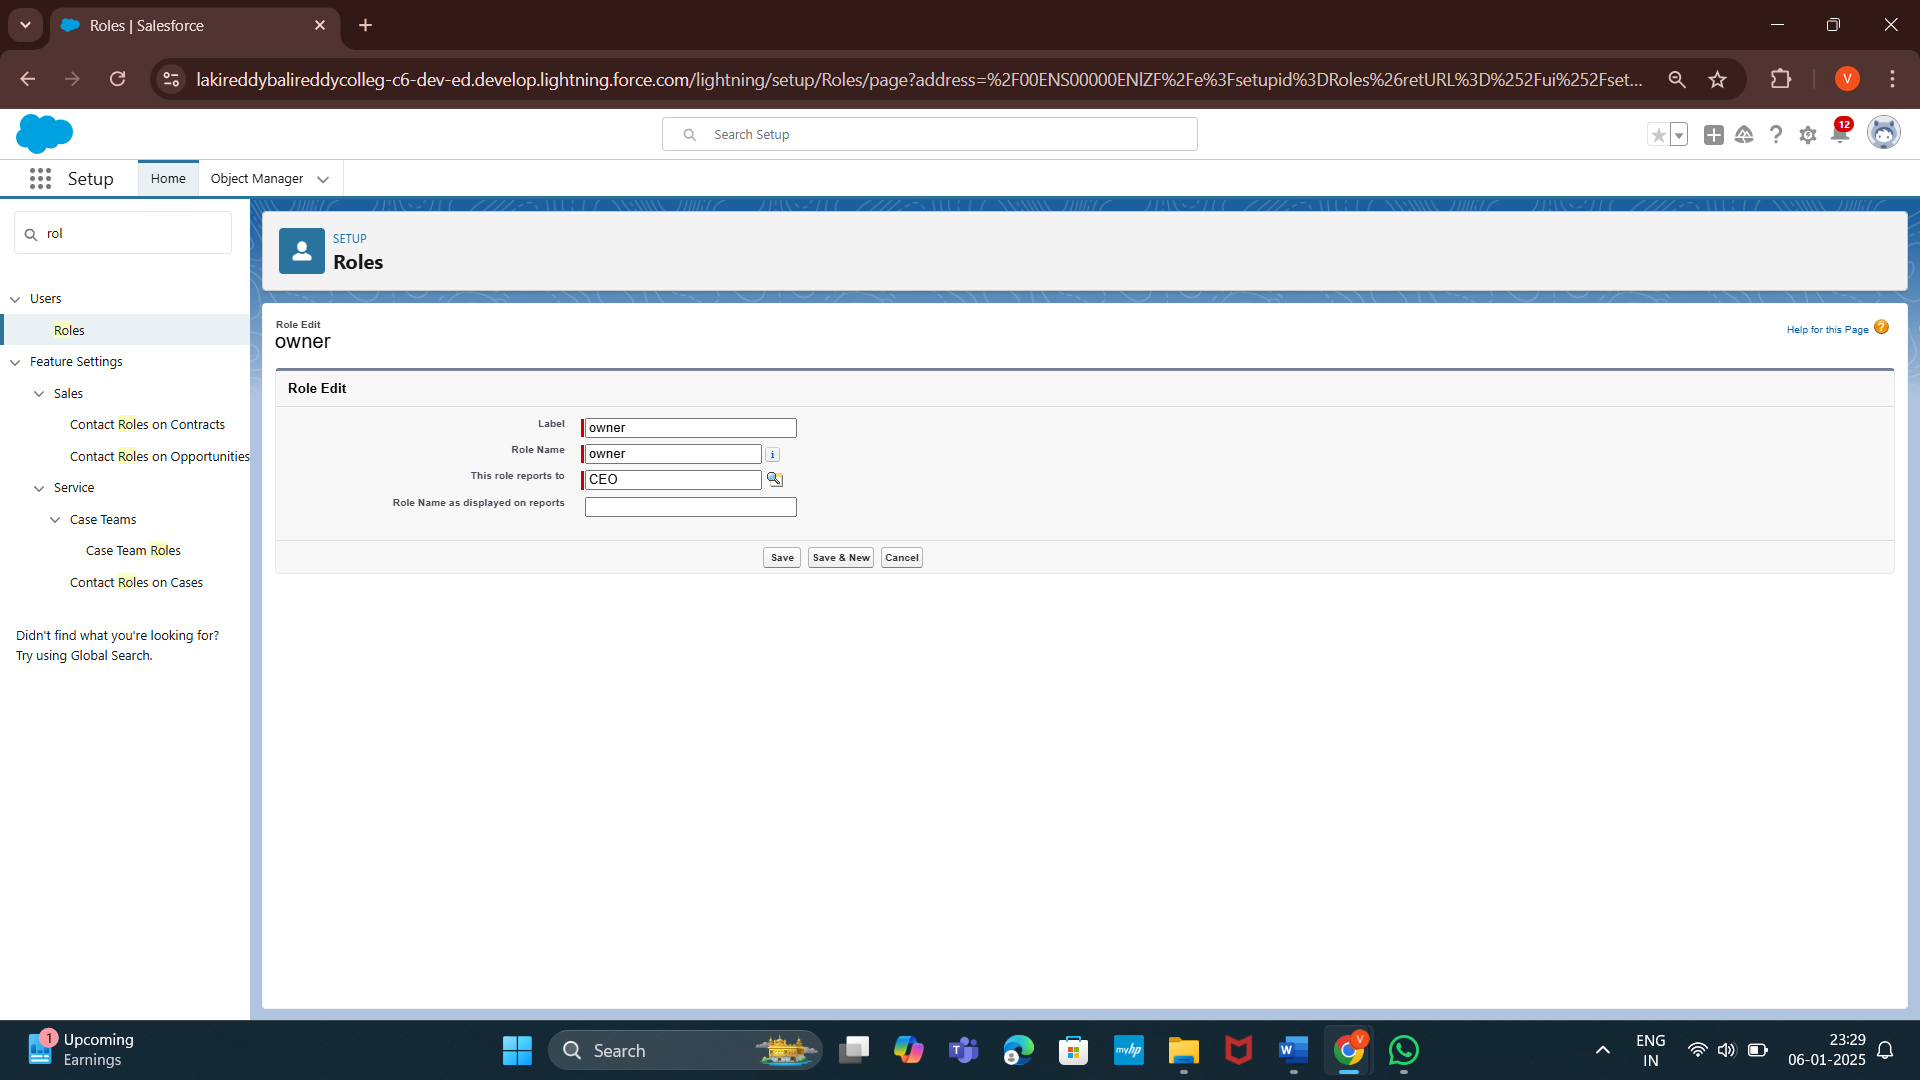 Roles | Salesforce
lakireddybalireddycolleg-c6-dev-ed.develop.lightning.force.com/lightning/setup/Roles/page?address=%2F00ENS00000ENlZF%2Fe%3Fsetupid%3DRoles%26retURL%3D%252Fui%252Fset...
V
Search Setup
12
Setup
Home
Object Manager
rol
Users
Roles
Feature Settings
Sales
Contact Roles on Contracts
Contact Roles on Opportunities
Service
Case Teams
Case Team Roles
Contact Roles on Cases
Didn't find what you're looking for?
Try using Global Search.
SETUP
Roles
Role Edit
owner
Help for this Page ?
Role Edit
Label owner
Role Name owner i
This role reports to CEO
Role Name as displayed on reports
Save Save & New Cancel
1
Upcoming
Earnings
Search
myhp
W
V
ENG
IN
23:29
06-01-2025